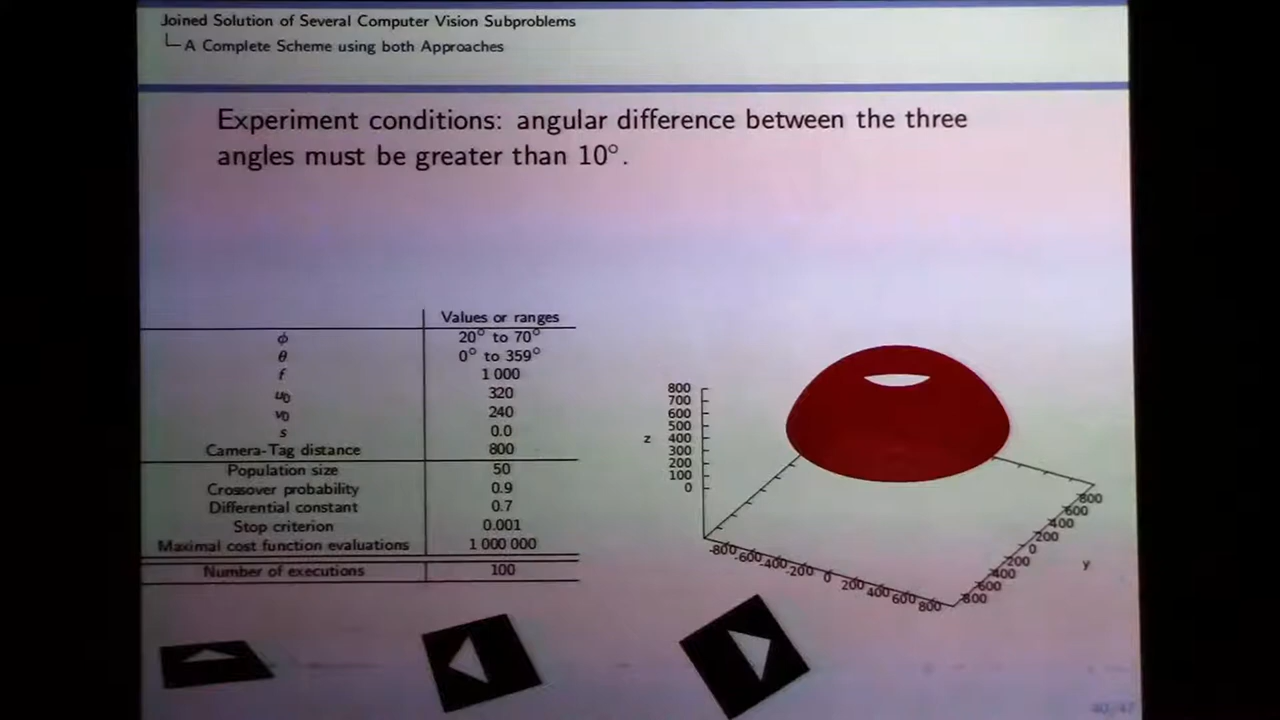 Joined Solution of Several Computer Vision Subproblems
A Complete Scheme using both Approaches
Experiment conditions: angular difference between the three
angles must be greater than 10°.
Values or ranges
ϕ 20° to 70°
θ 0° to 359°
f 1 000
u0 320
v0 240
s 0.0
Camera-Tag distance 800
Population size 50
Crossover probability 0.9
Differential constant 0.7
Stop criterion 0.001
Maximal cost function evaluations 1 000 000
Number of executions 100
800
700
600
500
z 400
300
200
100
0
-800 -600 -400 -200 0 200 400 600 800
800
600
400
200
0
-200
-400
-600
-800
y